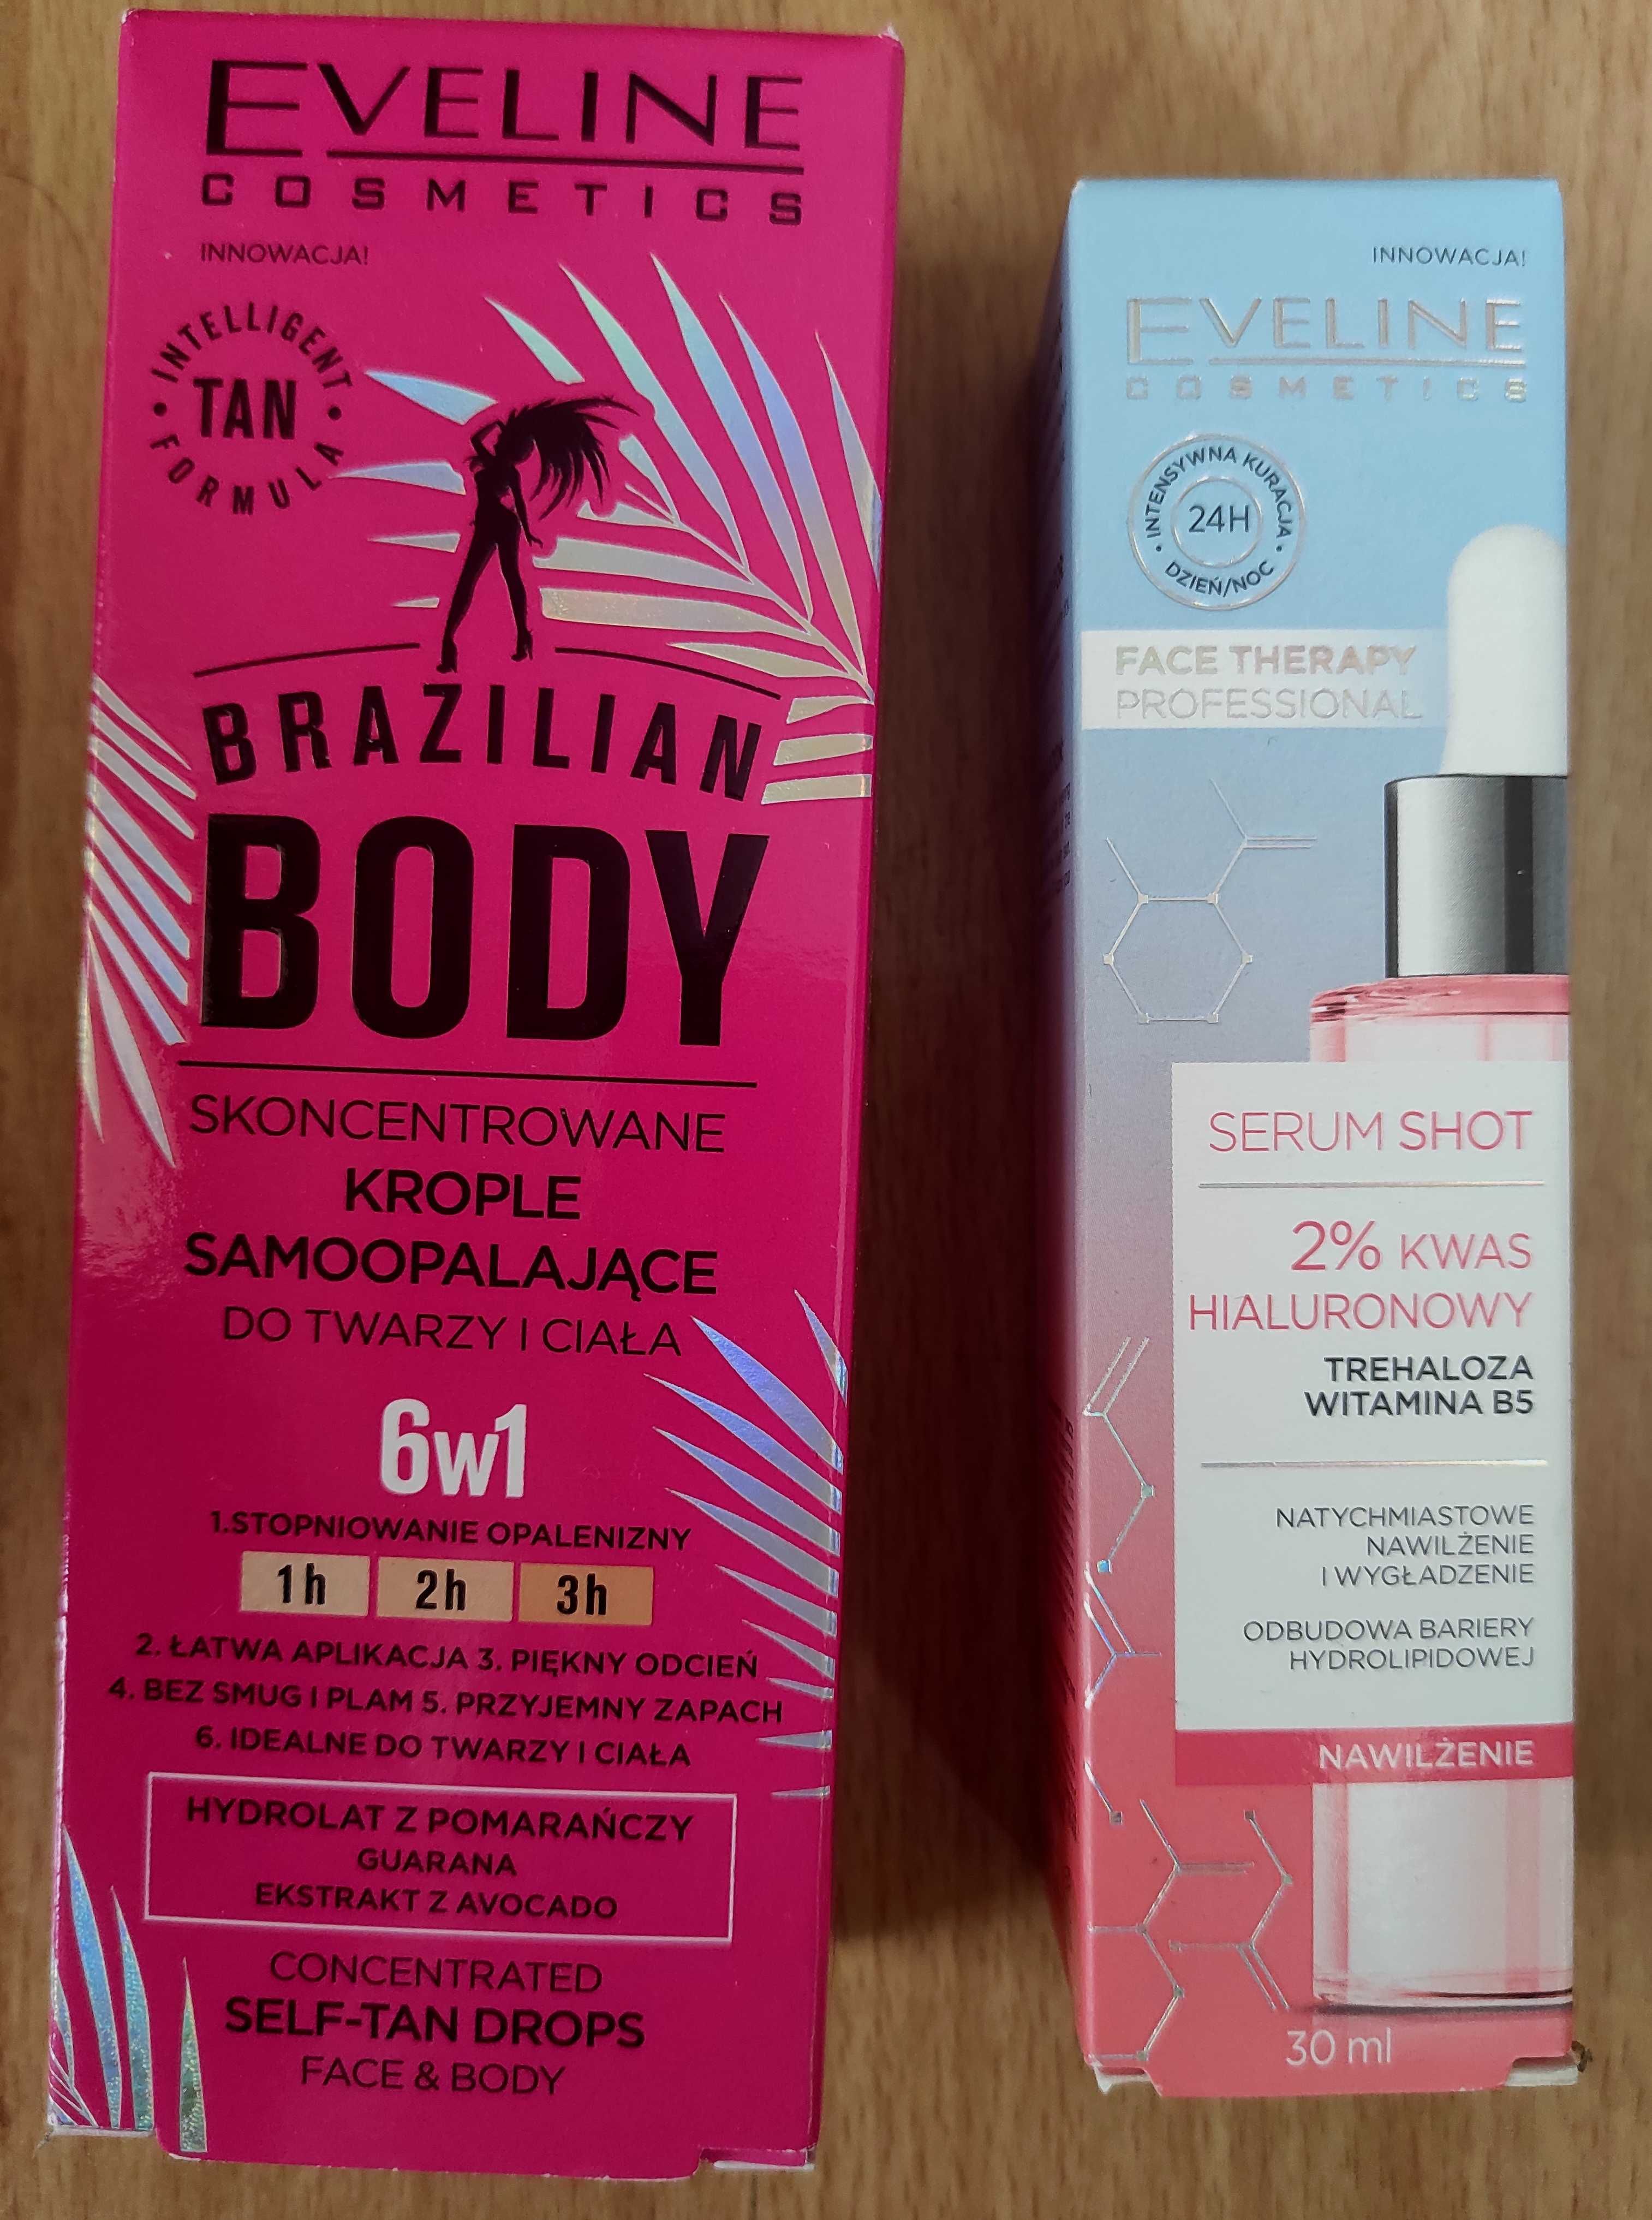 EVELINE
COSMETICS
INNOWACJA!
INTELLIGENT
TAN
FORMULA
BRAZILIAN
BODY
SKONCENTROWANE
KROPLE
SAMOOPALAJĄCE
DO TWARZY I CIAŁA
6w1
1.STOPNIOWANIE OPALENIZNY
1h 2h 3h
2. ŁATWA APLIKACJA 3. PIĘKNY ODCIEŃ
4. BEZ SMUG I PLAM 5. PRZYJEMNY ZAPACH
6. IDEALNE DO TWARZY I CIAŁA
HYDROLAT Z POMARAŃCZY
GUARANA
EKSTRAKT Z AVOCADO
CONCENTRATED
SELF-TAN DROPS
FACE & BODY
INNOWACJA!
EVELINE
COSMETICS
INTENSYWNA KURACJA
24H
DZIEŃ/NOC
FACE THERAPY
PROFESSIONAL
SERUM SHOT
2% KWAS
HIALURONOWY
TREHALOZA
WITAMINA B5
NATYCHMIASTOWE
NAWILŻENIE
I WYGŁADZENIE
ODBUDOWA BARIERY
HYDROLIPIDOWEJ
NAWILŻENIE
30 ml